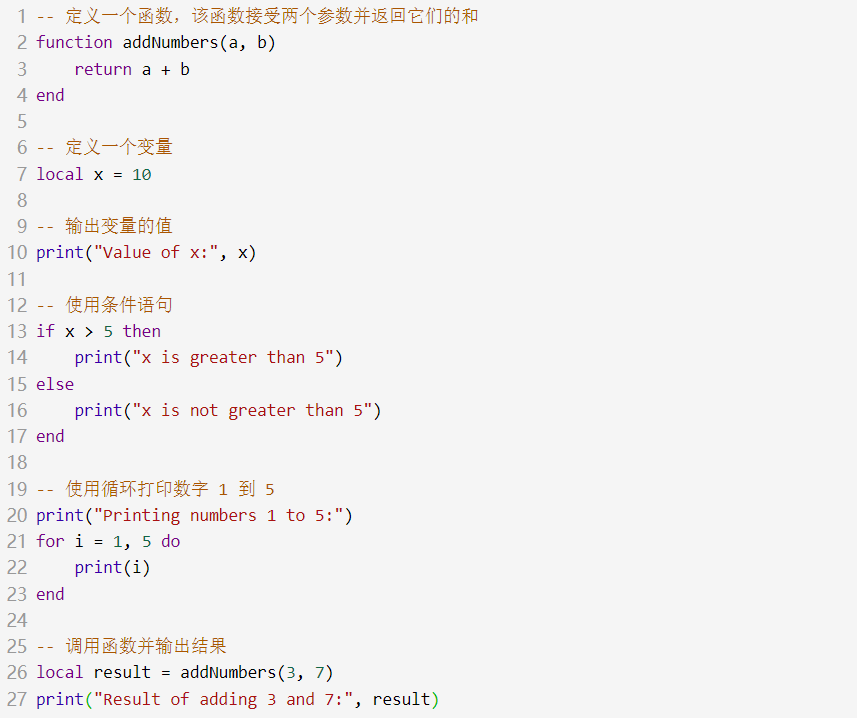 1 -- 定义一个函数，该函数接受两个参数并返回它们的和
2 function addNumbers(a, b)
3     return a + b
4 end
5
6 -- 定义一个变量
7 local x = 10
8
9 -- 输出变量的值
10 print("Value of x:", x)
11
12 -- 使用条件语句
13 if x > 5 then
14     print("x is greater than 5")
15 else
16     print("x is not greater than 5")
17 end
18
19 -- 使用循环打印数字 1 到 5
20 print("Printing numbers 1 to 5:")
21 for i = 1, 5 do
22     print(i)
23 end
24
25 -- 调用函数并输出结果
26 local result = addNumbers(3, 7)
27 print("Result of adding 3 and 7:", result)